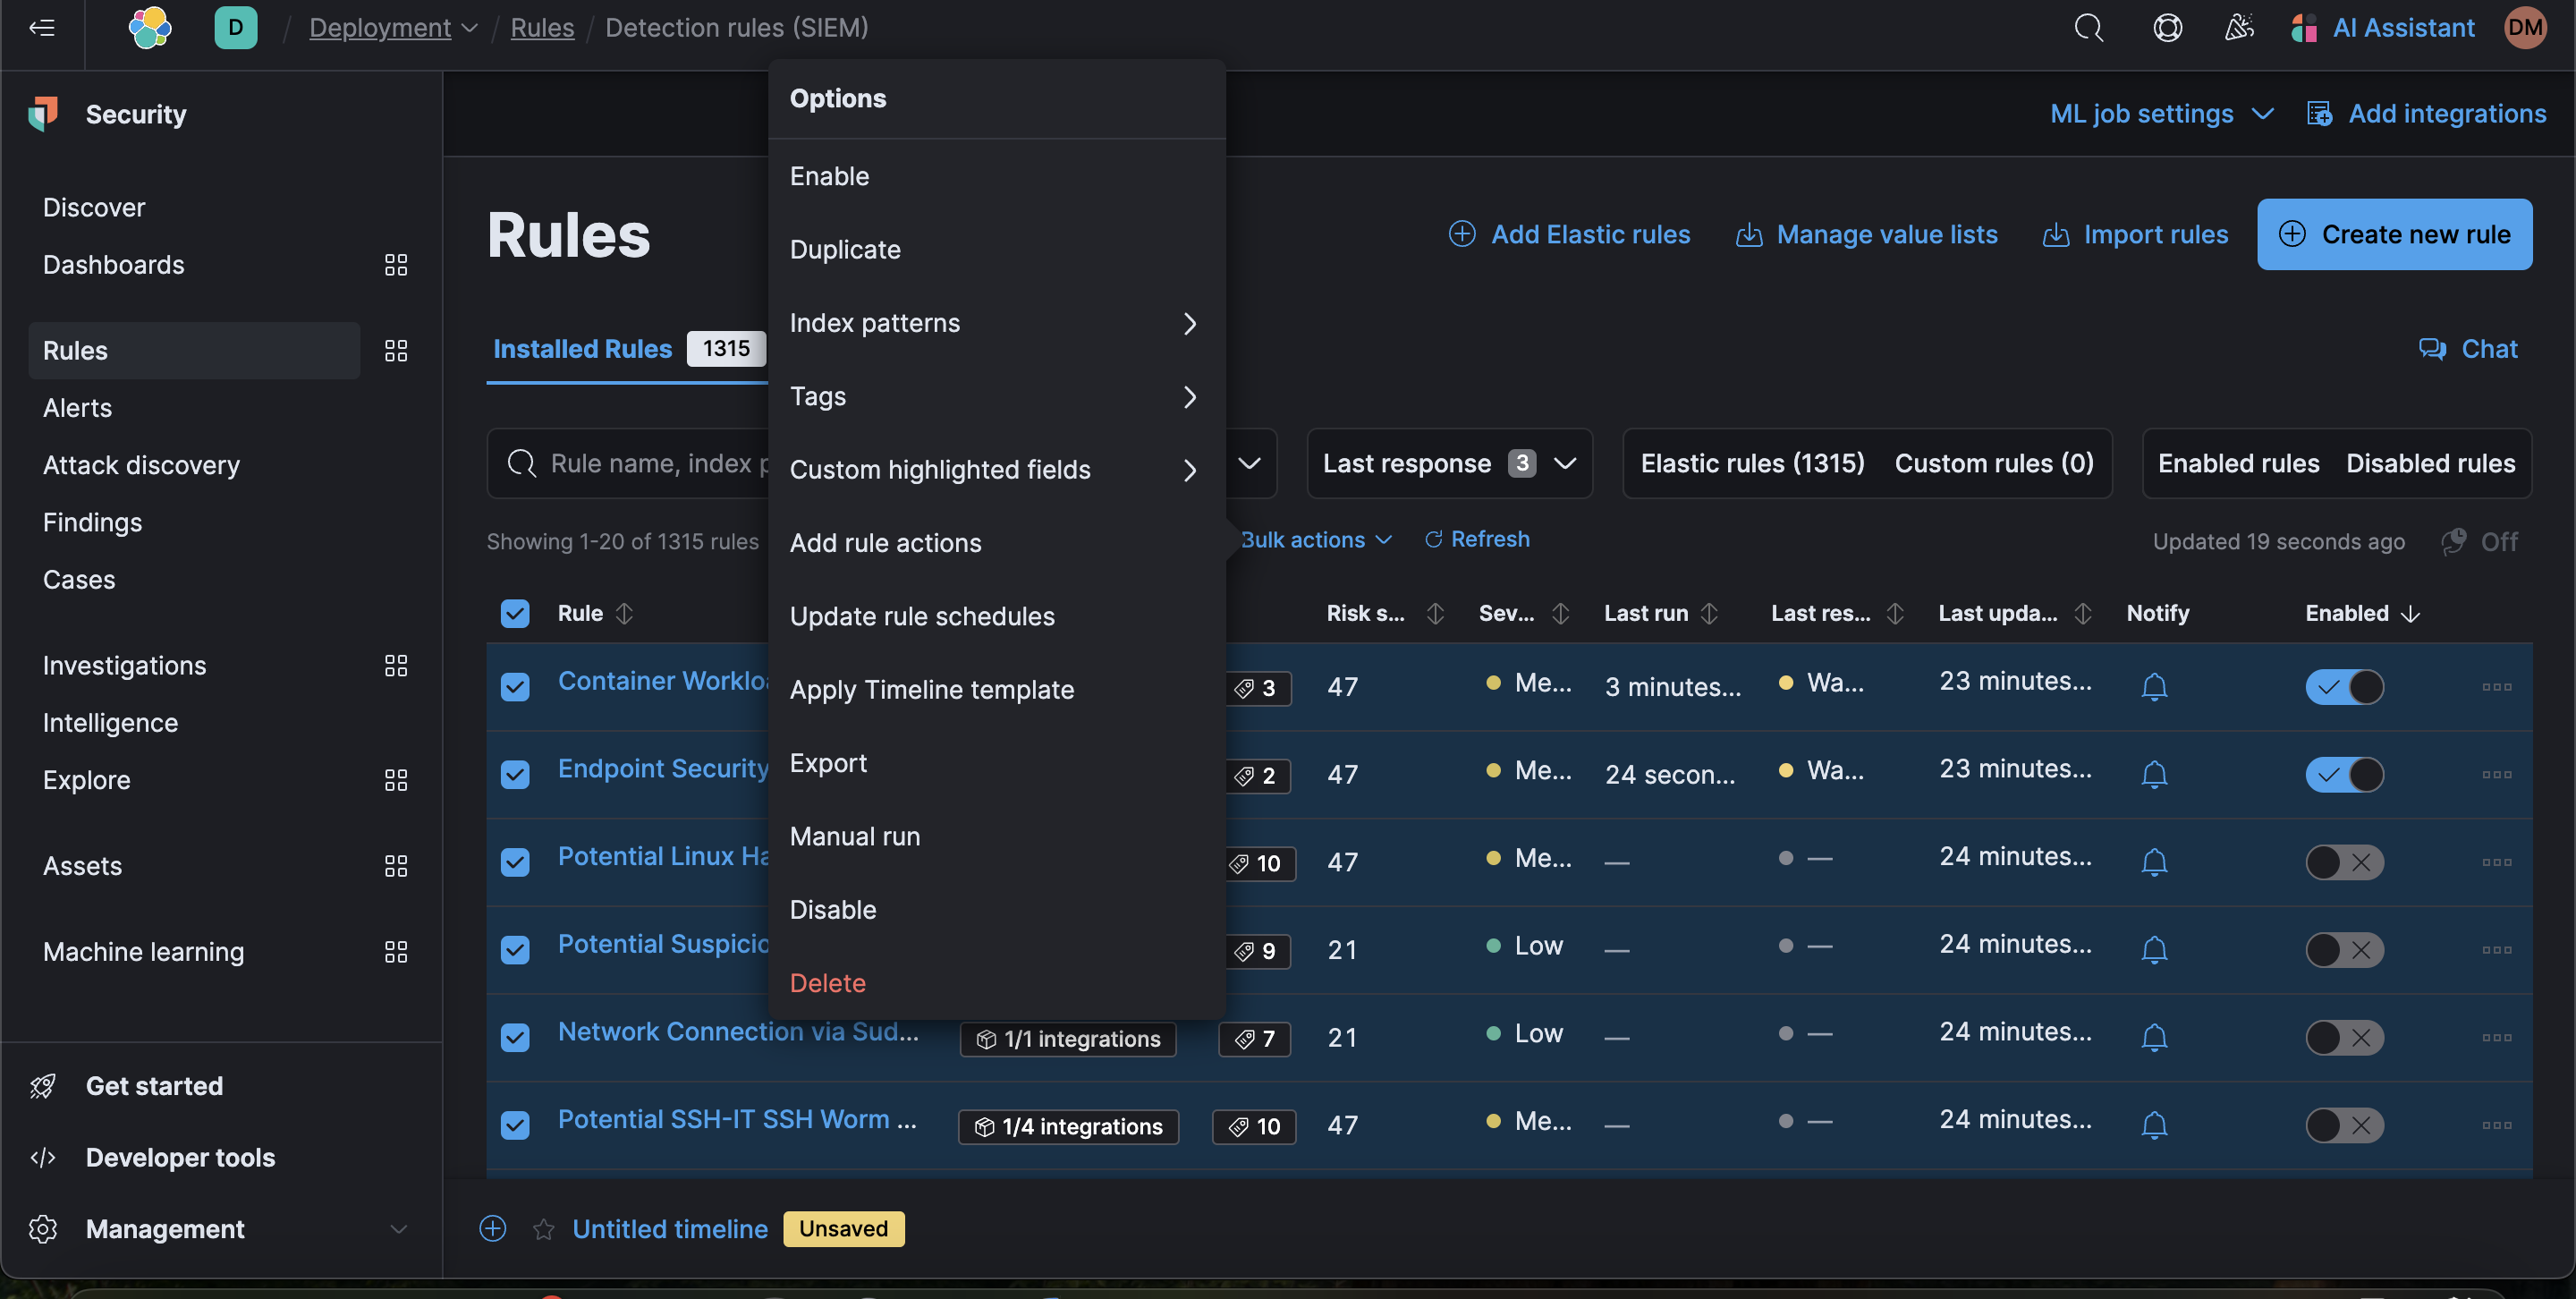 D / Deployment / Rules / Detection rules (SIEM)
AI Assistant DM
Security
ML job settings Add integrations
Discover
Dashboards
Rules
Alerts
Attack discovery
Findings
Cases
Investigations
Intelligence
Explore
Assets
Machine learning
Get started
Developer tools
Management
Options
Enable
Duplicate
Index patterns
Tags
Custom highlighted fields
Add rule actions
Update rule schedules
Apply Timeline template
Export
Manual run
Disable
Delete
Rules
Add Elastic rules Manage value lists Import rules Create new rule
Installed Rules 1315
Chat
Rule name, index p
Last response 3 Elastic rules (1315) Custom rules (0) Enabled rules Disabled rules
Showing 1-20 of 1315 rules Bulk actions Refresh Updated 19 seconds ago Off
Rule Risk s... Sev... Last run Last res... Last upda... Notify Enabled
Container Workloa 3 47 Me... 3 minutes... Wa... 23 minutes...
Endpoint Security 2 47 Me... 24 secon... Wa... 23 minutes...
Potential Linux Ha 10 47 Me... — — 24 minutes...
Potential Suspicio 9 21 Low — — 24 minutes...
Network Connection via Sud... 1/1 integrations 7 21 Low — — 24 minutes...
Potential SSH-IT SSH Worm ... 1/4 integrations 10 47 Me... — — 24 minutes...
Untitled timeline Unsaved